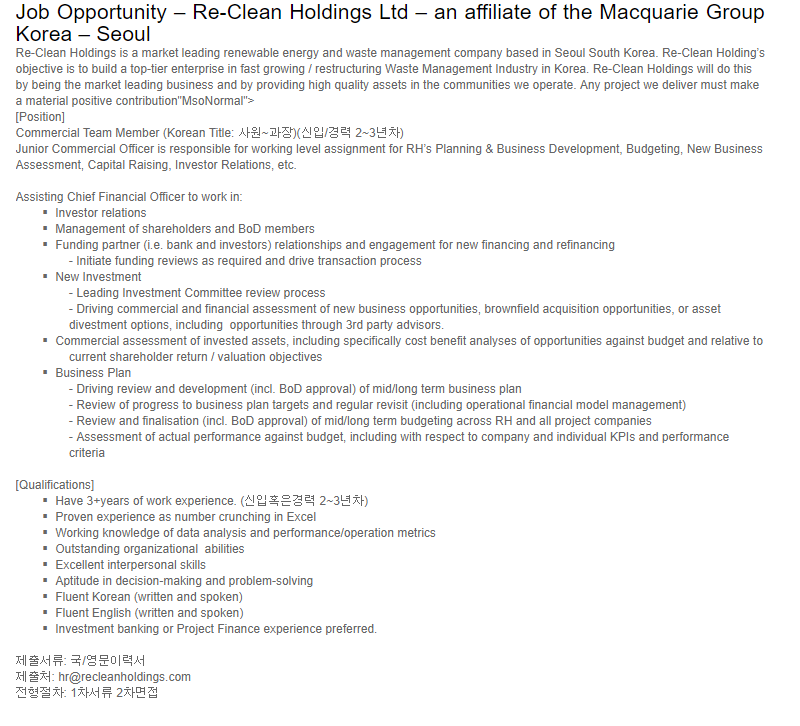 Job Opportunity – Re-Clean Holdings Ltd – an affiliate of the Macquarie Group
Korea – Seoul
Re-Clean Holdings is a market leading renewable energy and waste management company based in Seoul South Korea. Re-Clean Holding's
objective is to build a top-tier enterprise in fast growing / restructuring Waste Management Industry in Korea. Re-Clean Holdings will do this
by being the market leading business and by providing high quality assets in the communities we operate. Any project we deliver must make
a material positive contribution"MsoNormal">
[Position]
Commercial Team Member (Korean Title: 사원~과장)(신입/경력 2~3년차)
Junior Commercial Officer is responsible for working level assignment for RH's Planning & Business Development, Budgeting, New Business
Assessment, Capital Raising, Investor Relations, etc.
Assisting Chief Financial Officer to work in:
▪ Investor relations
▪ Management of shareholders and BoD members
▪ Funding partner (i.e. bank and investors) relationships and engagement for new financing and refinancing
- Initiate funding reviews as required and drive transaction process
▪ New Investment
- Leading Investment Committee review process
- Driving commercial and financial assessment of new business opportunities, brownfield acquisition opportunities, or asset
divestment options, including  opportunities through 3rd party advisors.
▪ Commercial assessment of invested assets, including specifically cost benefit analyses of opportunities against budget and relative to
current shareholder return / valuation objectives
▪ Business Plan
- Driving review and development (incl. BoD approval) of mid/long term business plan
- Review of progress to business plan targets and regular revisit (including operational financial model management)
- Review and finalisation (incl. BoD approval) of mid/long term budgeting across RH and all project companies
- Assessment of actual performance against budget, including with respect to company and individual KPIs and performance
criteria
[Qualifications]
▪ Have 3+years of work experience. (신입혹은경력 2~3년차)
▪ Proven experience as number crunching in Excel
▪ Working knowledge of data analysis and performance/operation metrics
▪ Outstanding organizational  abilities
▪ Excellent interpersonal skills
▪ Aptitude in decision-making and problem-solving
▪ Fluent Korean (written and spoken)
▪ Fluent English (written and spoken)
▪ Investment banking or Project Finance experience preferred.
제출서류: 국/영문이력서
제출처: hr@recleanholdings.com
전형절차: 1차서류 2차면접